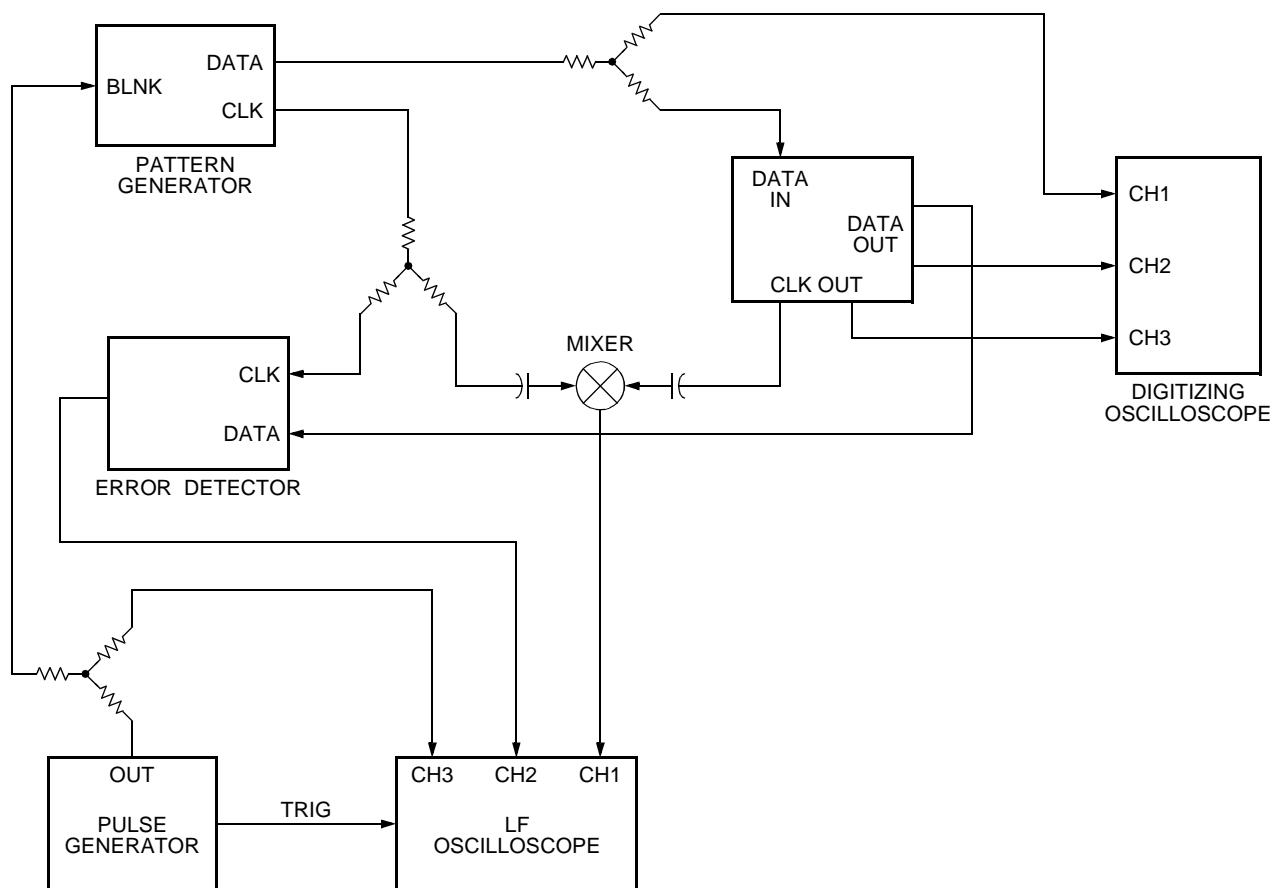 DATA
BLNK
CLK
PATTERN
GENERATOR
DATA
IN
DATA
OUT
CLK OUT
CH1
CH2
CH3
DIGITIZING
OSCILLOSCOPE
MIXER
CLK
DATA
ERROR DETECTOR
OUT
PULSE
GENERATOR
TRIG
CH3
CH2
CH1
LF
OSCILLOSCOPE